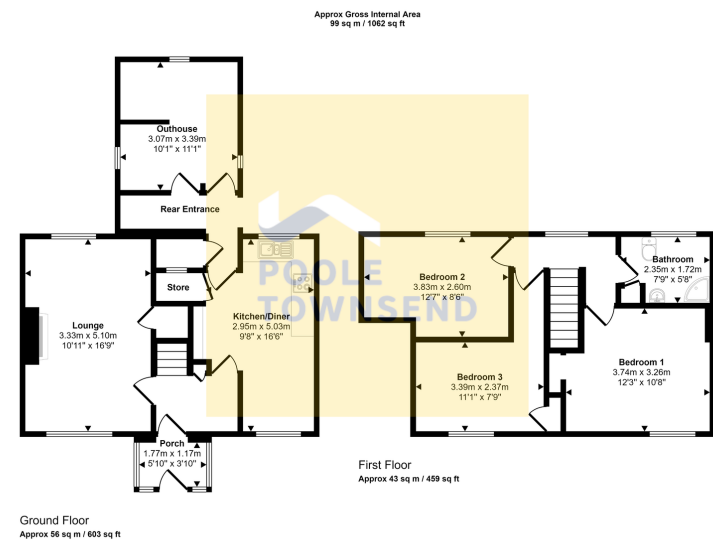 Approx Gross Internal Area
99 sq m / 1062 sq ft
Outhouse
3.07m x 3.39m
10'1" x 11'1"
Rear Entrance
Store
Lounge
3.33m x 5.10m
10'11" x 16'9"
Kitchen/Diner
2.95m x 5.03m
9'8" x 16'6"
Porch
1.77m x 1.17m
5'10" x 3'10"
POOLE
TOWNSEND
Bedroom 2
3.83m x 2.60m
12'7" x 8'6"
Bathroom
2.35m x 1.72m
7'9" x 5'8"
Bedroom 3
3.39m x 2.37m
11'1" x 7'9"
Bedroom 1
3.74m x 3.26m
12'3" x 10'8"
First Floor
Approx 43 sq m / 459 sq ft
Ground Floor
Approx 56 sq m / 603 sq ft